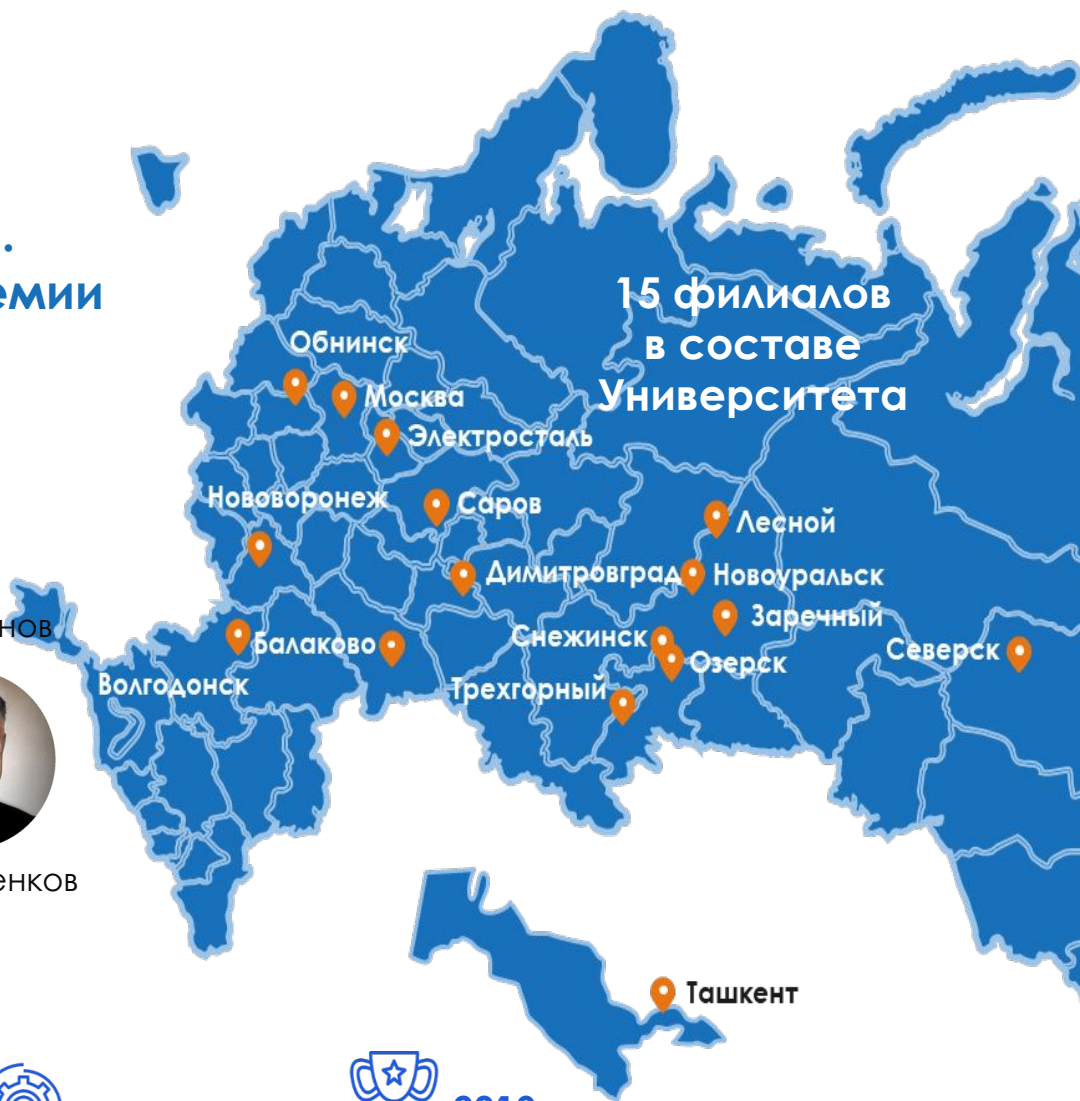 емии
15 филиалов
в составе
Университета
Обнинск
Москва
Электросталь
Нововоронеж
Саров
Лесной
Димитровград
Новоуральск
Заречный
нов
Балаково
Снежинск
Озерск
Северск
Волгодонск
Трехгорный
енков
Ташкент